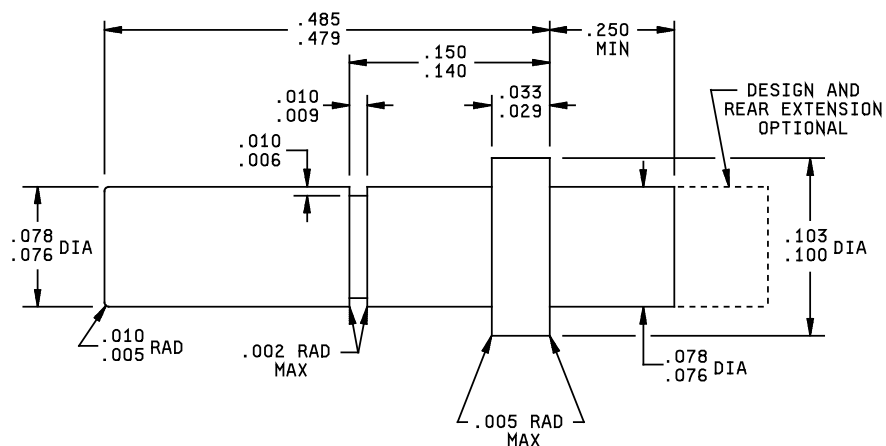 .485
.479
.250
MIN
.150
.140
.010
.009
.033
.029
DESIGN AND
REAR EXTENSION
OPTIONAL
.010
.006
.078
.076 DIA
.103
.100 DIA
.010
.005 RAD
.002 RAD
MAX
.078
.076 DIA
.005 RAD
MAX